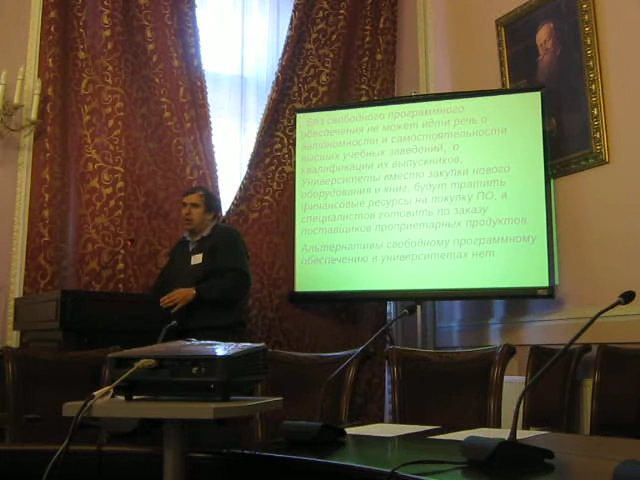 Без свободного программного
обеспечения не может идти речь о
автономности и самостоятельности
высших учебных заведений, о
квалификации их выпускников.
Университеты вместо закупки нового
оборудования и книг, будут тратить
финансовые ресурсы на покупку ПО, а
специалистов готовить по заказу
поставщиков проприетарных продуктов.
Альтернативы свободному программному
обеспечению в университетах нет.